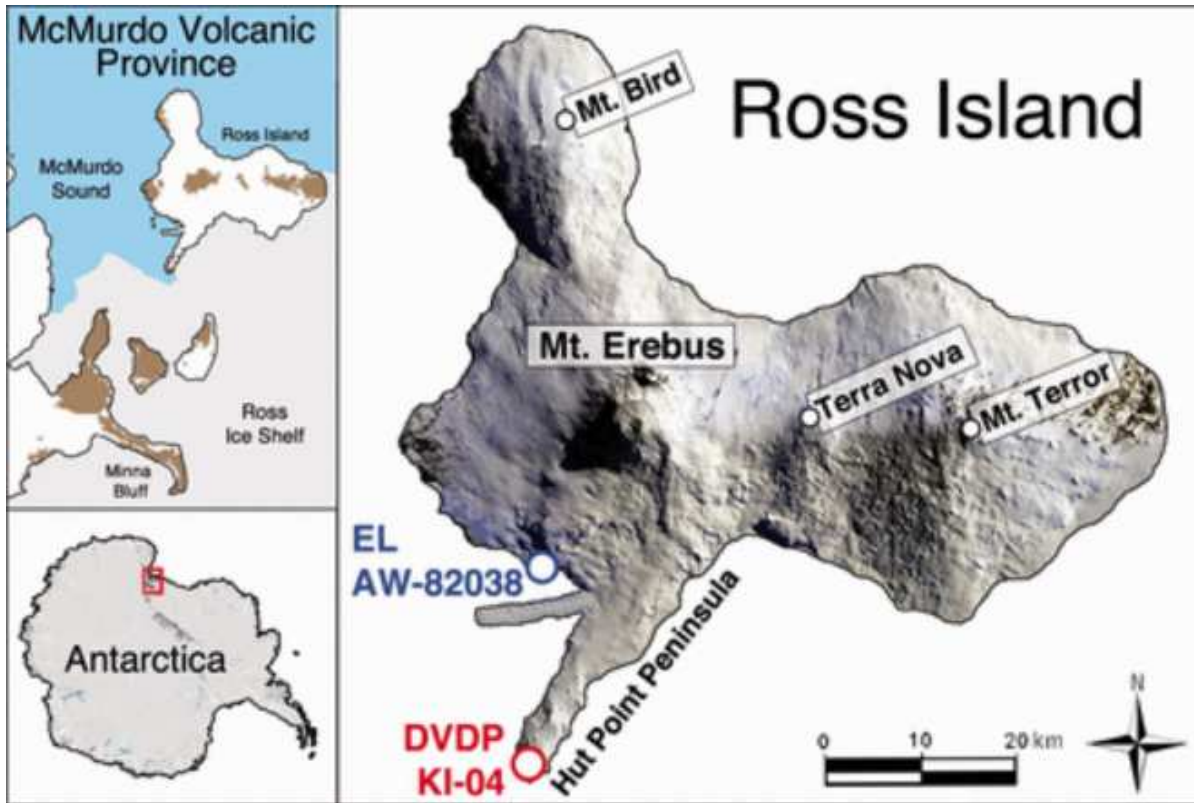 McMurdo Volcanic
Province
Ross Island
McMurdo
Sound
Ross
Ice Shelf
Minna
Bluff
Antarctica
Ross Island
Mt. Bird
Mt. Erebus
Terra Nova
Mt. Terror
EL
AW-82038
Hut Point Peninsula
DVDP
KI-04
N
0 10 20 km